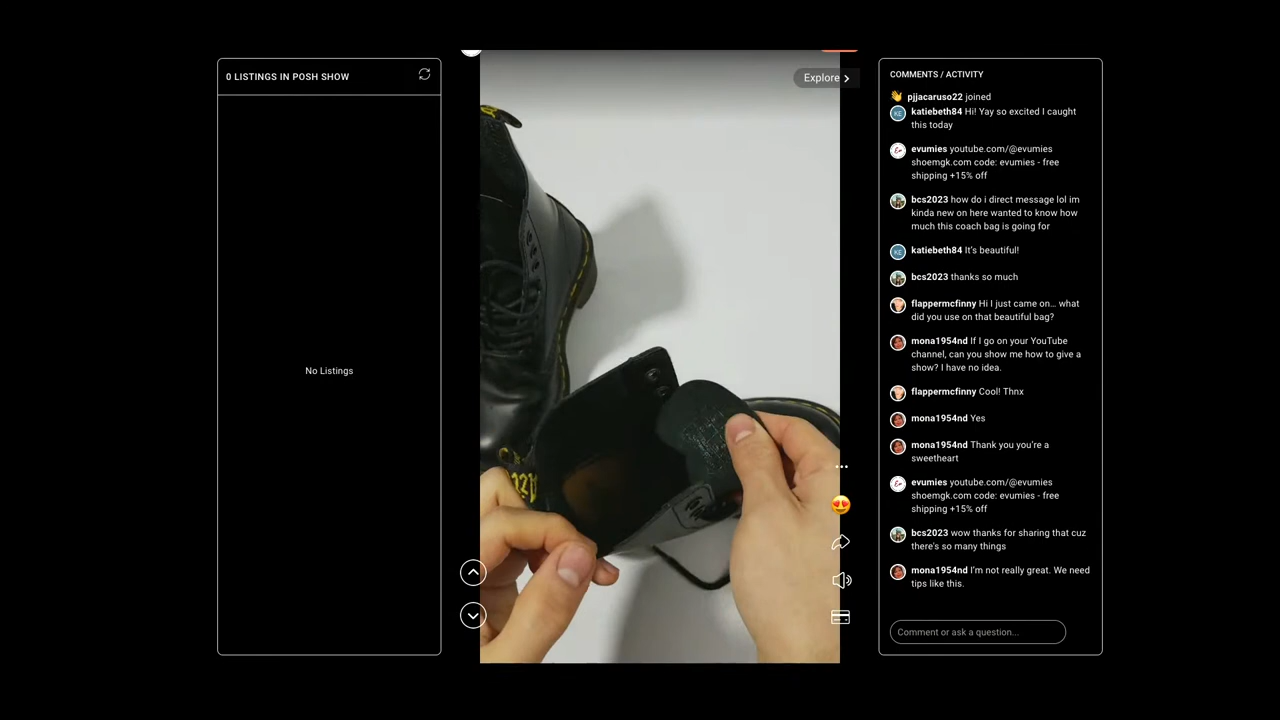 0 LISTINGS IN POSH SHOW
No Listings
Explore
COMMENTS / ACTIVITY
👋 pjjacaruso22 joined
KE
katiebeth84 Hi! Yay so excited I caught
this today
evumies youtube.com/@evumies
shoemgk.com code: evumies - free
shipping +15% off
bcs2023 how do i direct message lol im
kinda new on here wanted to know how
much this coach bag is going for
KE
katiebeth84 It's beautiful!
bcs2023 thanks so much
flappermcfinny Hi I just came on... what
did you use on that beautiful bag?
mona1954nd If I go on your YouTube
channel, can you show me how to give a
show? I have no idea.
flappermcfinny Cool! Thnx
mona1954nd Yes
mona1954nd Thank you you're a
sweetheart
evumies youtube.com/@evumies
shoemgk.com code: evumies - free
shipping +15% off
bcs2023 wow thanks for sharing that cuz
there's so many things
mona1954nd I'm not really great. We need
tips like this.
Comment or ask a question...